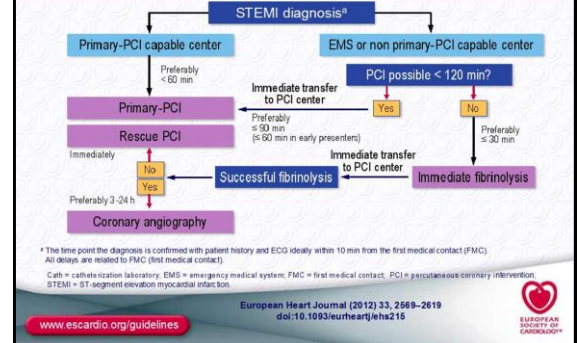 STEMI diagnosisᵃ
Primary-PCI capable center
EMS or non primary-PCI capable center
Preferably
< 60 min
PCI possible < 120 min?
Immediate transfer
to PCI center
Primary-PCI
Yes
No
Preferably
≤ 90 min
(≤ 60 min in early presenters)
Preferably
≤ 30 min
Rescue PCI
Immediately
No
Yes
Successful fibrinolysis
Immediate transfer
to PCI center
Immediate fibrinolysis
Preferably 3-24 h
Coronary angiography
ᵃ The time point the diagnosis is confirmed with patient history and ECG ideally within 10 min from the first medical contact (FMC).
All delays are related to FMC (first medical contact).
Cath = catheterization laboratory; EMS = emergency medical system; FMC = first medical contact; PCI = percutaneous coronary intervention;
STEMI = ST-segment elevation myocardial infarction.
European Heart Journal (2012) 33, 2569–2619
doi:10.1093/eurheartj/ehs215
www.escardio.org/guidelines
EUROPEAN
SOCIETY OF
CARDIOLOGY®